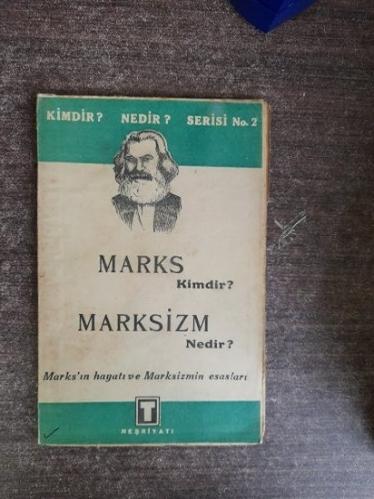 KİMDİR? NEDİR? SERİSİ No. 2
MARKS
Kimdir?
MARKSİZM
Nedir?
Marks'ın hayatı ve Marksizmin esasları
T
NEŞRİYATI